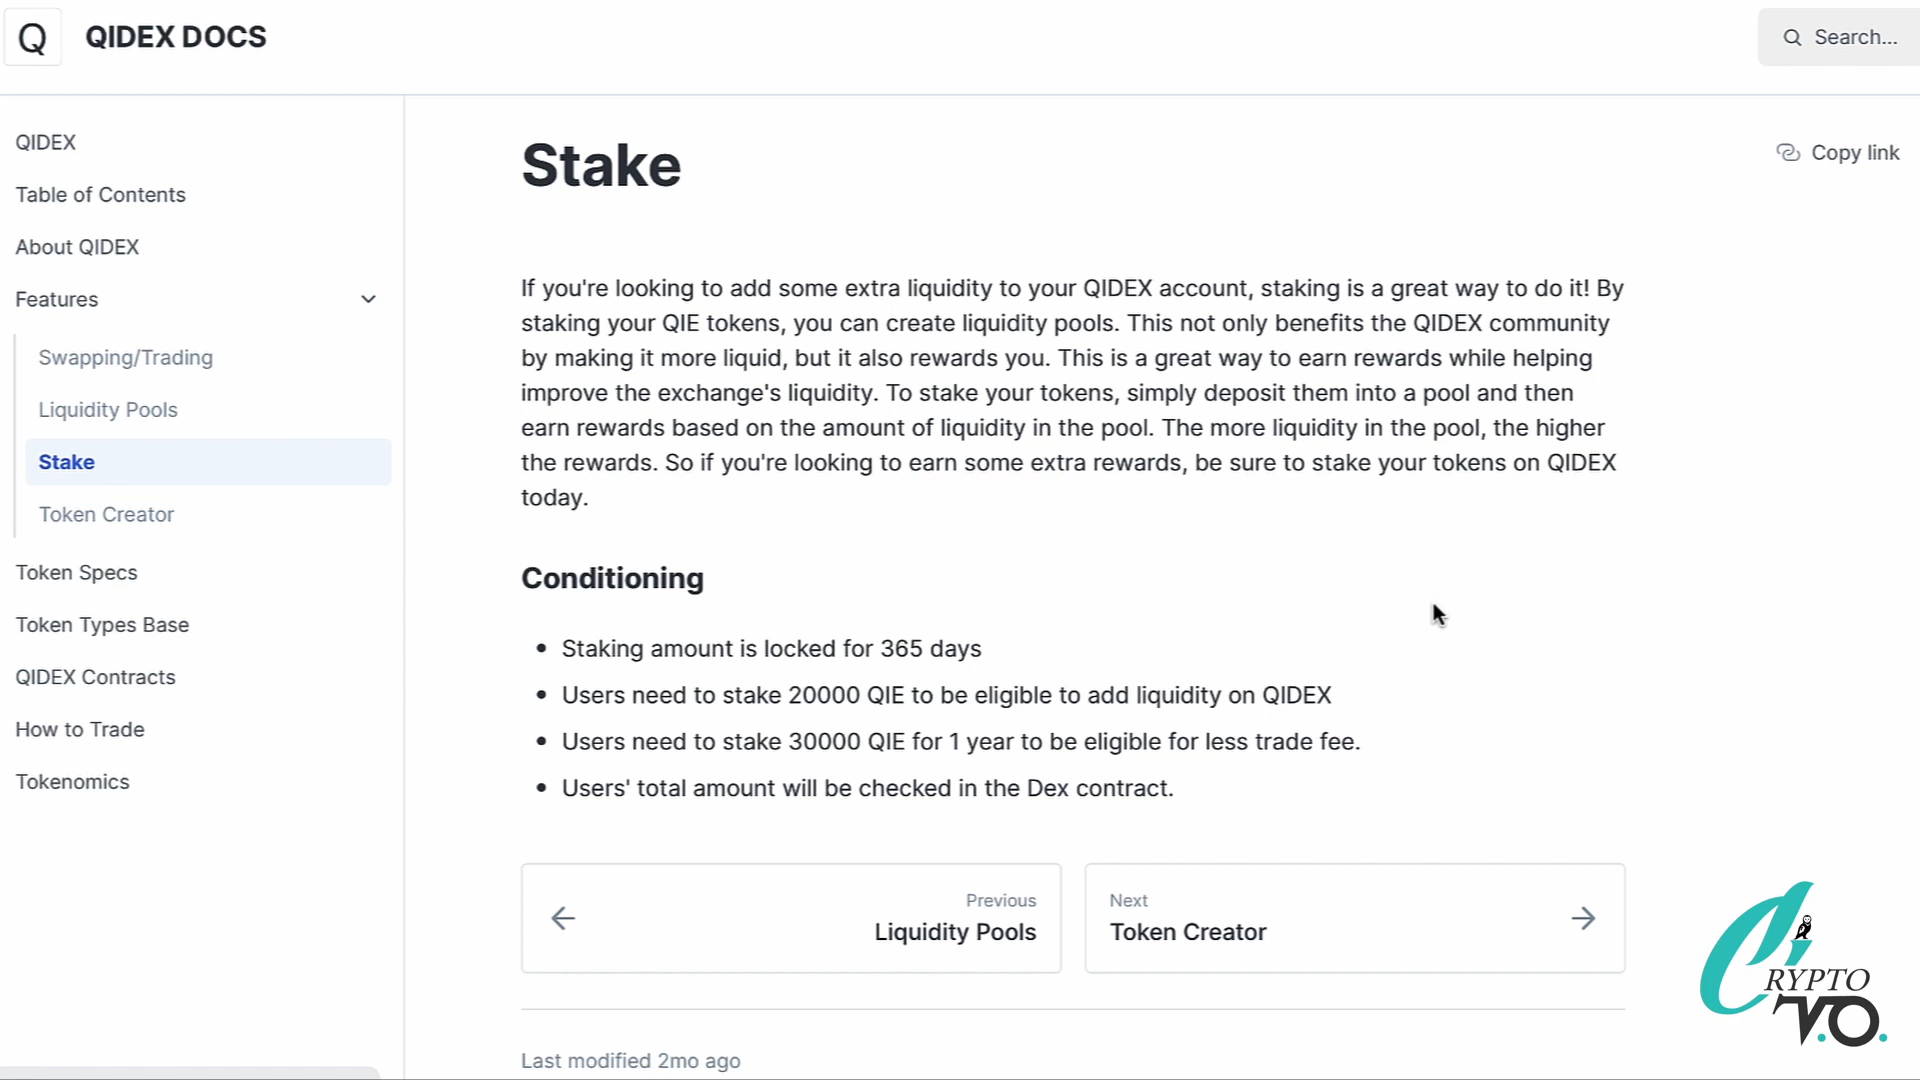 Q
QIDEX DOCS
Search...
QIDEX
Table of Contents
About QIDEX
Features
Swapping/Trading
Liquidity Pools
Stake
Token Creator
Token Specs
Token Types Base
QIDEX Contracts
How to Trade
Tokenomics
Stake
Copy link
If you're looking to add some extra liquidity to your QIDEX account, staking is a great way to do it! By
staking your QIE tokens, you can create liquidity pools. This not only benefits the QIDEX community
by making it more liquid, but it also rewards you. This is a great way to earn rewards while helping
improve the exchange's liquidity. To stake your tokens, simply deposit them into a pool and then
earn rewards based on the amount of liquidity in the pool. The more liquidity in the pool, the higher
the rewards. So if you're looking to earn some extra rewards, be sure to stake your tokens on QIDEX
today.
Conditioning
• Staking amount is locked for 365 days
• Users need to stake 20000 QIE to be eligible to add liquidity on QIDEX
• Users need to stake 30000 QIE for 1 year to be eligible for less trade fee.
• Users' total amount will be checked in the Dex contract.
Previous
Liquidity Pools
Next
Token Creator
Last modified 2mo ago
CRYPTO
V.O.